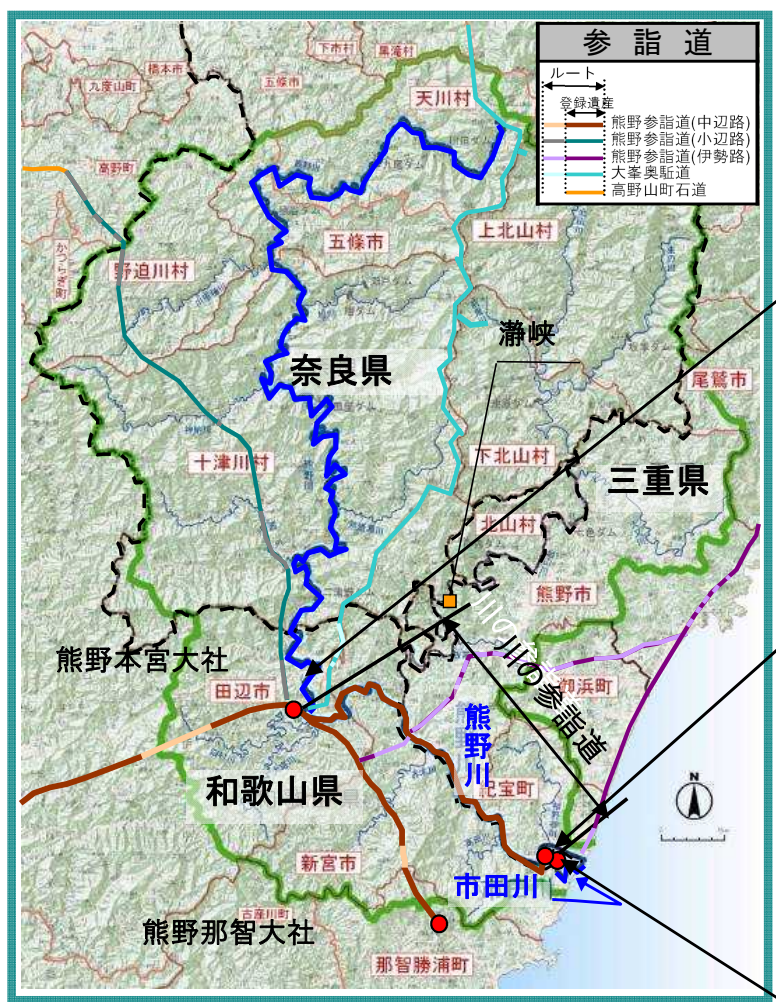 参 詣 道
ルート
登録遺産
熊野参詣道(中辺路)
熊野参詣道(小辺路)
熊野参詣道(伊勢路)
大峯奥駈道
高野山町石道
下市村
黒滝村
橋本市
五條市
九度山町
天川村
高野町
かつらぎ町
五條市
上北山村
野迫川村
瀞峡
奈良県
尾鷲市
十津川村
下北山村
三重県
北山村
熊野市
熊野本宮大社
川の参詣道
田辺市
御浜町
熊野川
和歌山県
紀宝町
N
新宮市
市田川
古座川町
熊野那智大社
那智勝浦町